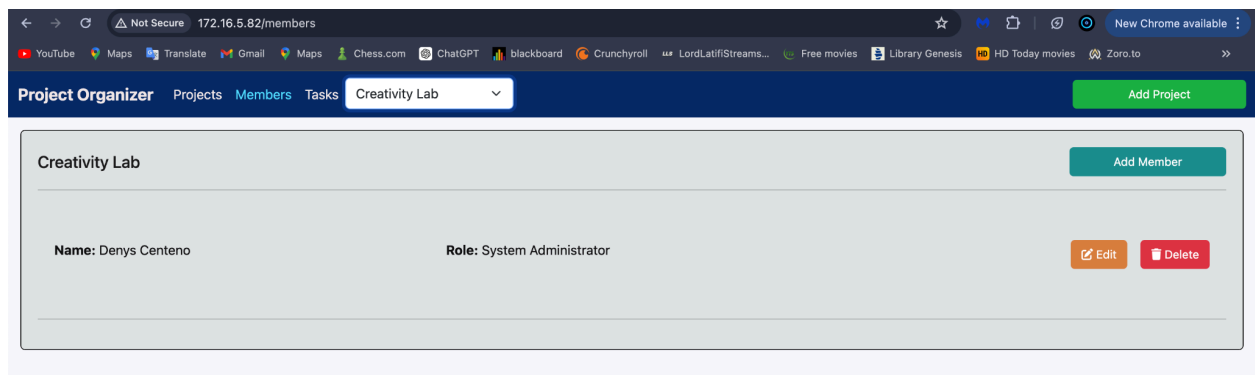 Not Secure 172.16.5.82/members New Chrome available
YouTube Maps Translate Gmail Maps Chess.com ChatGPT blackboard Crunchyroll LordLatifiStreams... Free movies Library Genesis HD HD Today movies Zoro.to »
Project Organizer Projects Members Tasks Creativity Lab Add Project
Creativity Lab Add Member
Name: Denys Centeno Role: System Administrator Edit Delete